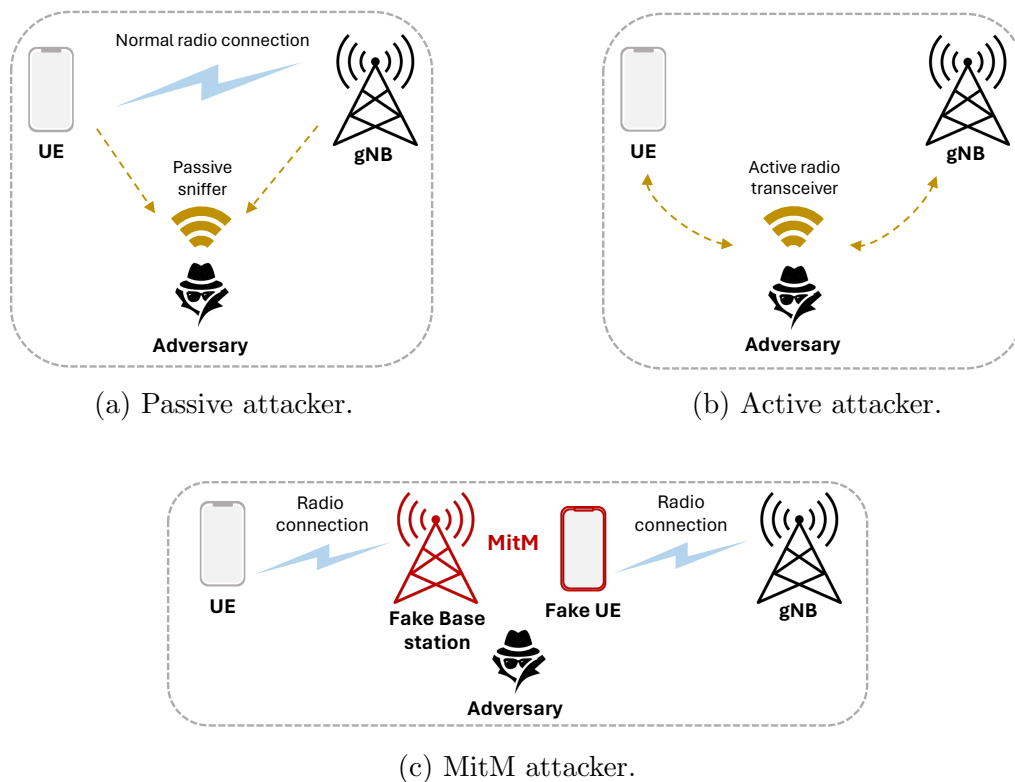 Normal radio connection
UE
gNB
Passive
sniffer
Adversary
(a) Passive attacker.
UE
gNB
Active radio
transceiver
Adversary
(b) Active attacker.
Radio
connection
MitM
Radio
connection
UE
Fake Base
station
Fake UE
gNB
Adversary
(c) MitM attacker.